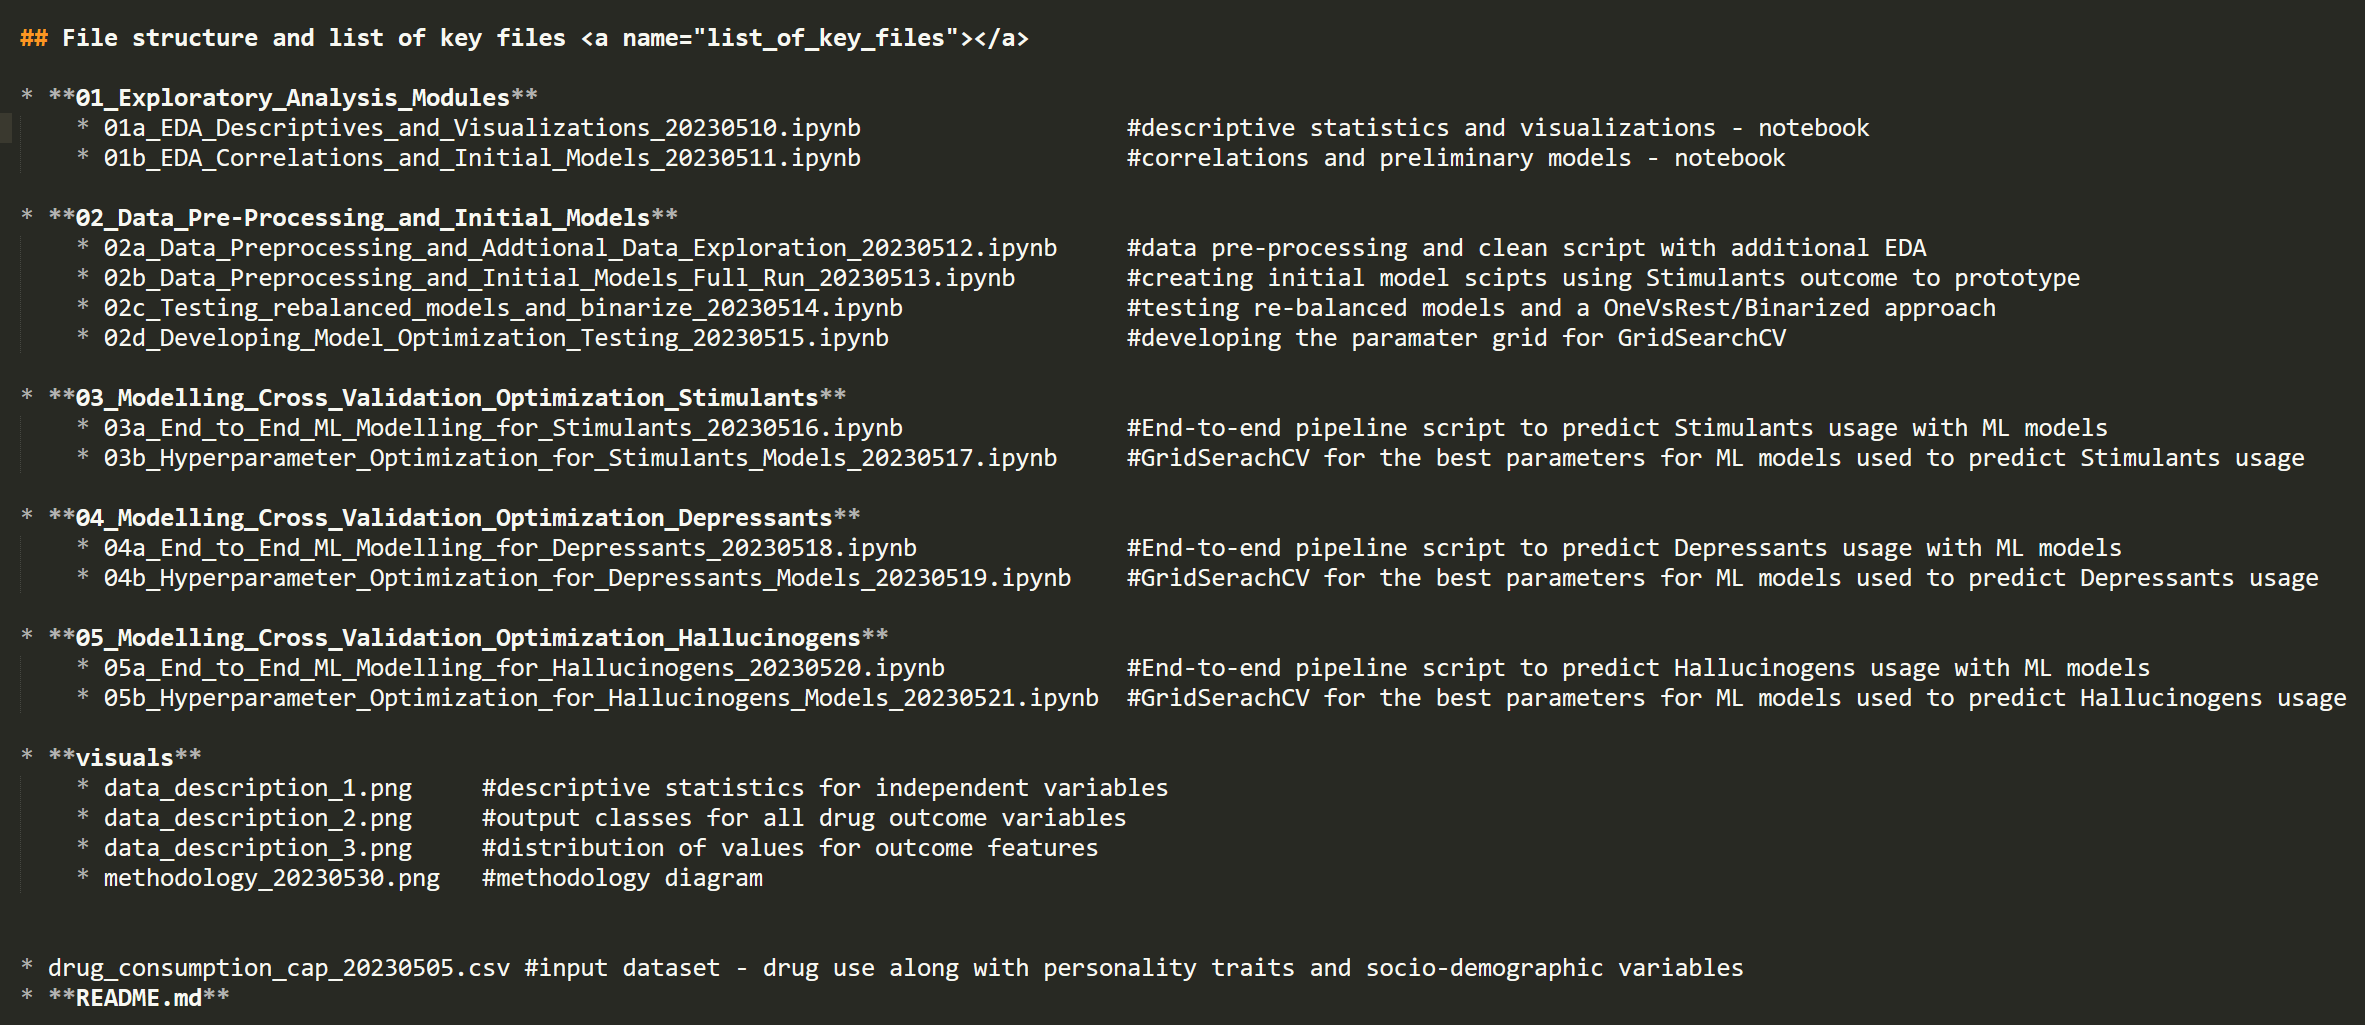 ## File structure and list of key files <a name="list_of_key_files"></a>
* **01_Exploratory_Analysis_Modules**
* 01a_EDA_Descriptives_and_Visualizations_20230510.ipynb #descriptive statistics and visualizations - notebook
* 01b_EDA_Correlations_and_Initial_Models_20230511.ipynb #correlations and preliminary models - notebook
* **02_Data_Pre-Processing_and_Initial_Models**
* 02a_Data_Preprocessing_and_Addtional_Data_Exploration_20230512.ipynb #data pre-processing and clean script with additional EDA
* 02b_Data_Preprocessing_and_Initial_Models_Full_Run_20230513.ipynb #creating initial model scipts using Stimulants outcome to prototype
* 02c_Testing_rebalanced_models_and_binarize_20230514.ipynb #testing re-balanced models and a OneVsRest/Binarized approach
* 02d_Developing_Model_Optimization_Testing_20230515.ipynb #developing the paramater grid for GridSearchCV
* **03_Modelling_Cross_Validation_Optimization_Stimulants**
* 03a_End_to_End_ML_Modelling_for_Stimulants_20230516.ipynb #End-to-end pipeline script to predict Stimulants usage with ML models
* 03b_Hyperparameter_Optimization_for_Stimulants_Models_20230517.ipynb #GridSerachCV for the best parameters for ML models used to predict Stimulants usage
* **04_Modelling_Cross_Validation_Optimization_Depressants**
* 04a_End_to_End_ML_Modelling_for_Depressants_20230518.ipynb #End-to-end pipeline script to predict Depressants usage with ML models
* 04b_Hyperparameter_Optimization_for_Depressants_Models_20230519.ipynb #GridSerachCV for the best parameters for ML models used to predict Depressants usage
* **05_Modelling_Cross_Validation_Optimization_Hallucinogens**
* 05a_End_to_End_ML_Modelling_for_Hallucinogens_20230520.ipynb #End-to-end pipeline script to predict Hallucinogens usage with ML models
* 05b_Hyperparameter_Optimization_for_Hallucinogens_Models_20230521.ipynb #GridSerachCV for the best parameters for ML models used to predict Hallucinogens usage
* **visuals**
* data_description_1.png #descriptive statistics for independent variables
* data_description_2.png #output classes for all drug outcome variables
* data_description_3.png #distribution of values for outcome features
* methodology_20230530.png #methodology diagram
* drug_consumption_cap_20230505.csv #input dataset - drug use along with personality traits and socio-demographic variables
* **README.md**